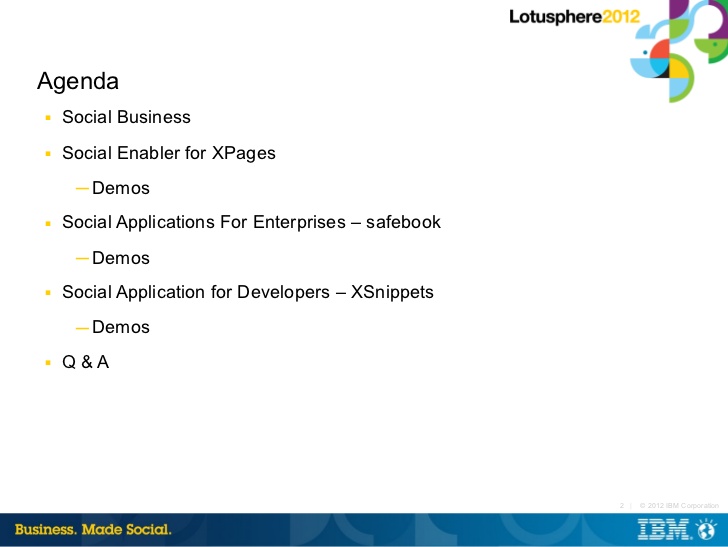 Lotusphere2012
Agenda
▪ Social Business
▪ Social Enabler for XPages
—Demos
▪ Social Applications For Enterprises – safebook
—Demos
▪ Social Application for Developers – XSnippets
—Demos
▪ Q & A
2 | © 2012 IBM Corporation
Business. Made Social.
IBM.